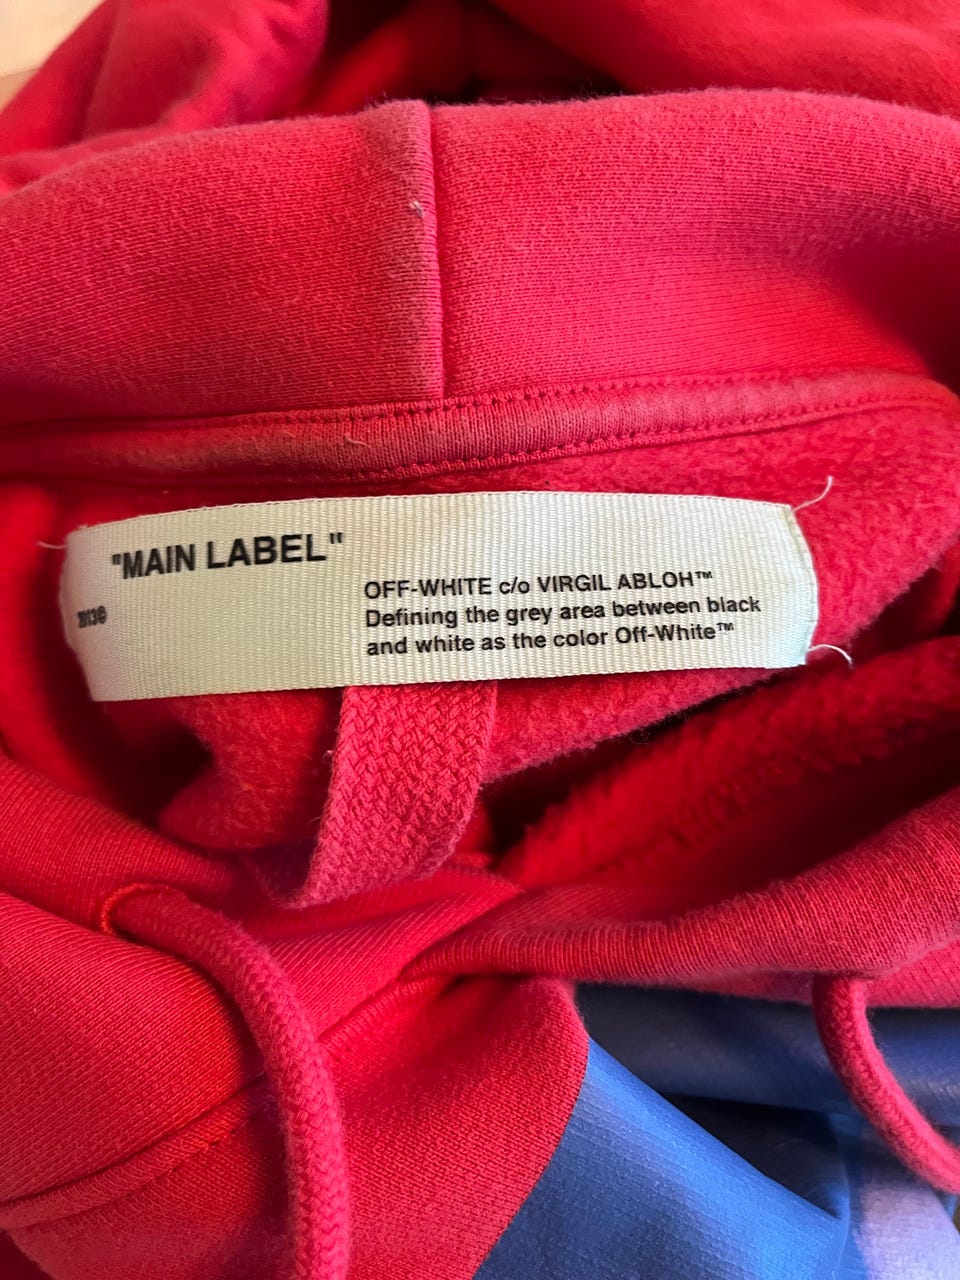 "MAIN LABEL"
OFF-WHITE c/o VIRGIL ABLOH™
2013®
Defining the grey area between black
and white as the color Off-White™